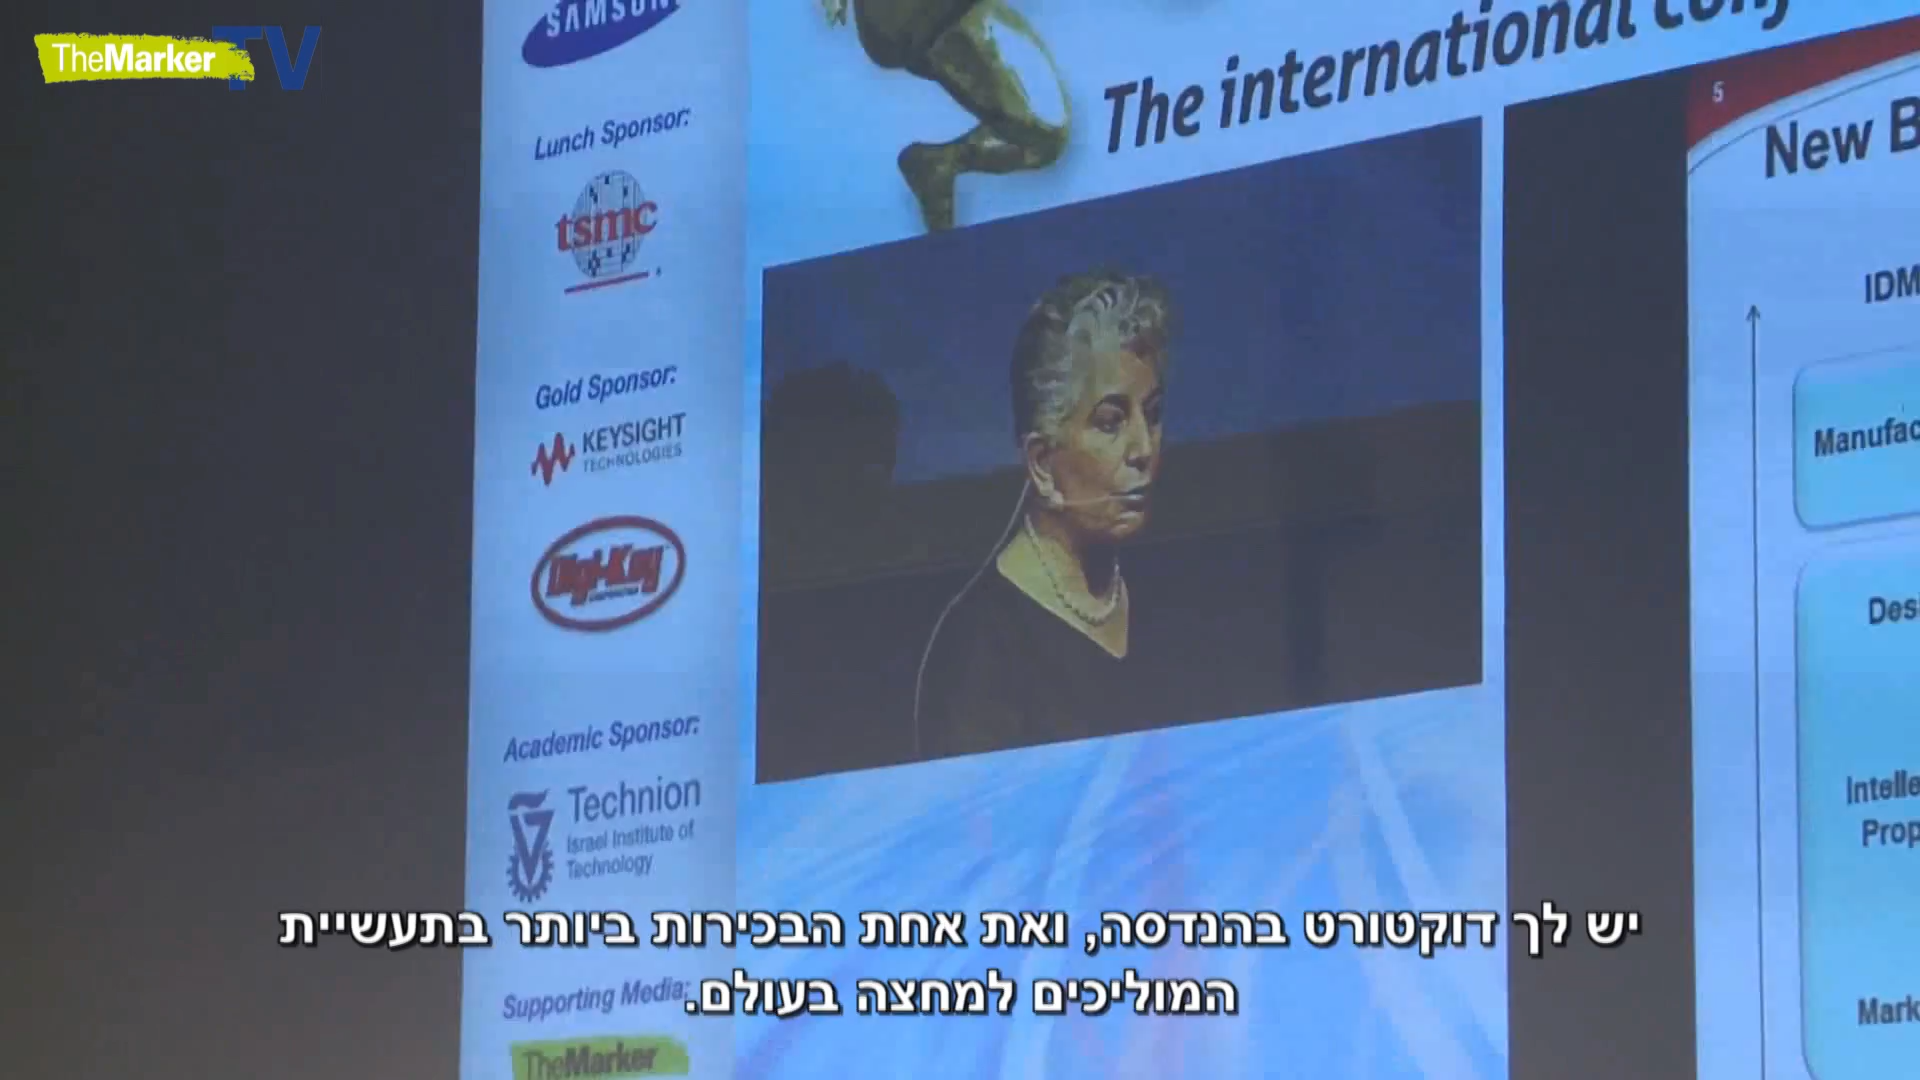 TheMarker TV
SAMSUNG
Lunch Sponsor:
tsmc
Gold Sponsor:
KEYSIGHT
TECHNOLOGIES
Digi-Key
CORPORATION
Academic Sponsor:
Technion
Israel Institute of
Technology
Supporting Media:
TheMarker
The international
5
New B
IDM
Manufac
Des
Intelle
Prop
Mark
יש לך דוקטורט בהנדסה, ואת אחת הבכירות ביותר בתעשיית
המוליכים למחצה בעולם.